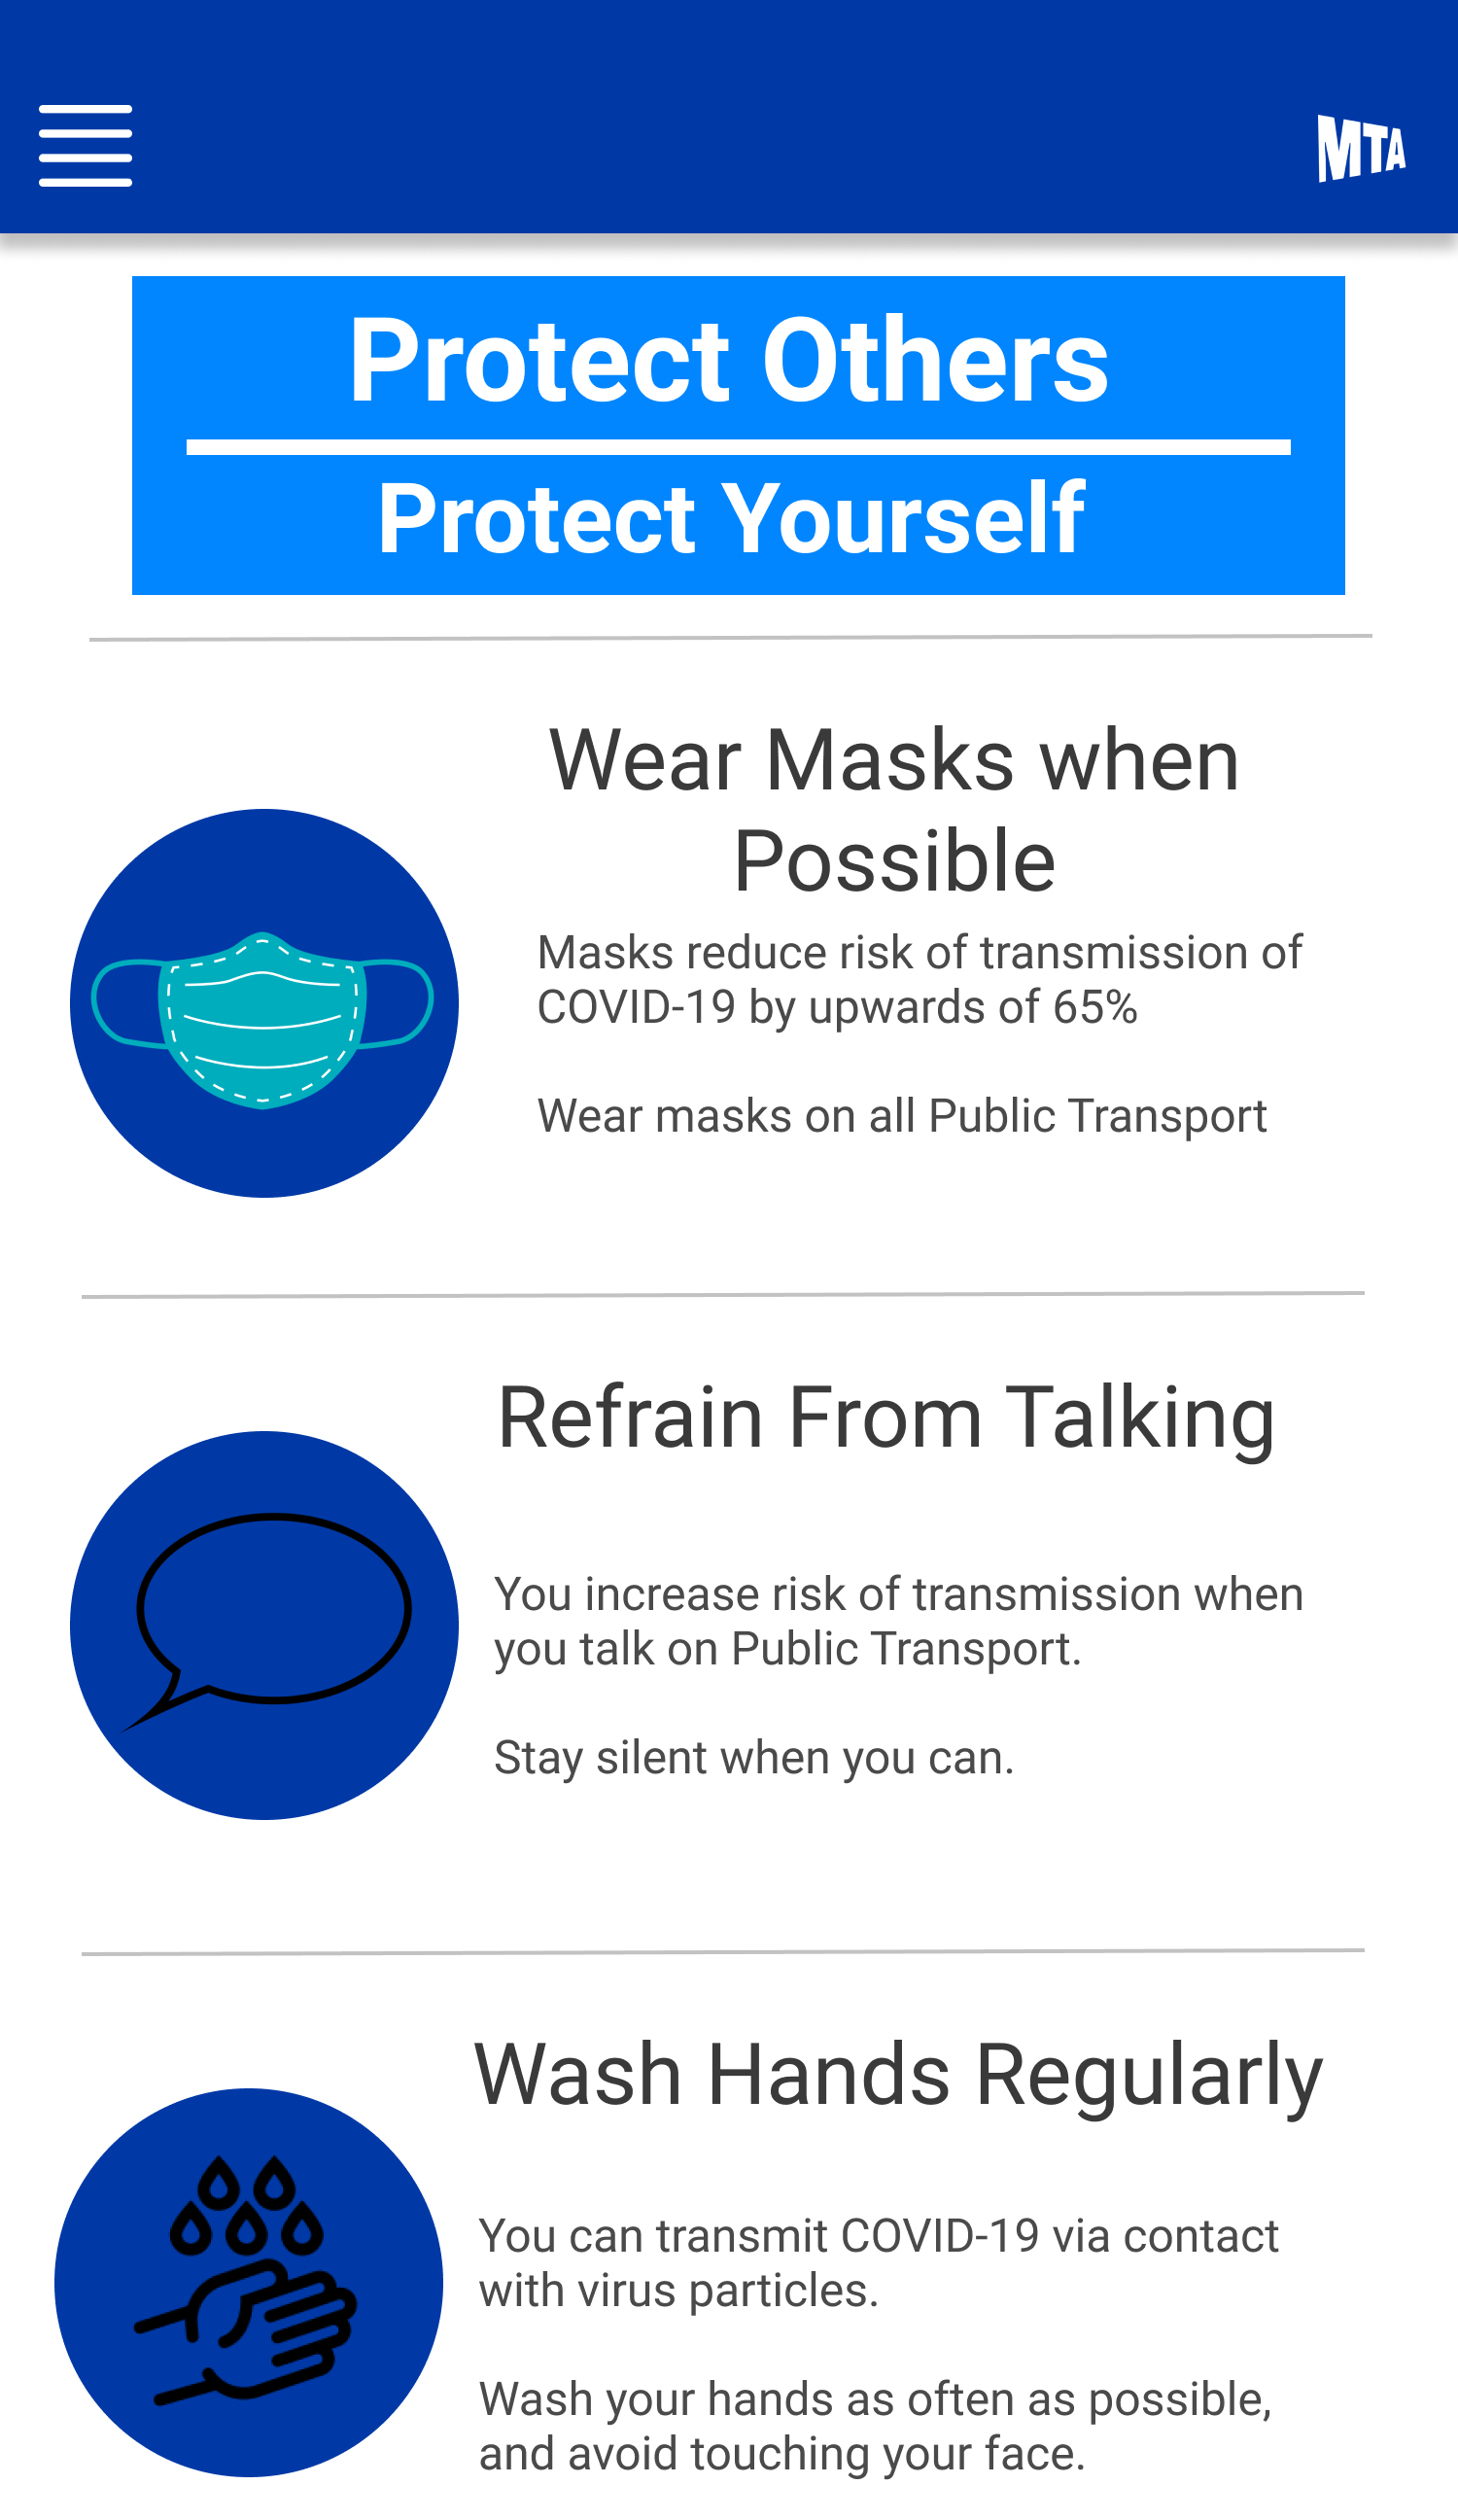 MTA
Protect Others
Protect Yourself
Wear Masks when
Possible
Masks reduce risk of transmission of
COVID-19 by upwards of 65%
Wear masks on all Public Transport
Refrain From Talking
You increase risk of transmission when
you talk on Public Transport.
Stay silent when you can.
Wash Hands Regularly
You can transmit COVID-19 via contact
with virus particles.
Wash your hands as often as possible,
and avoid touching your face.